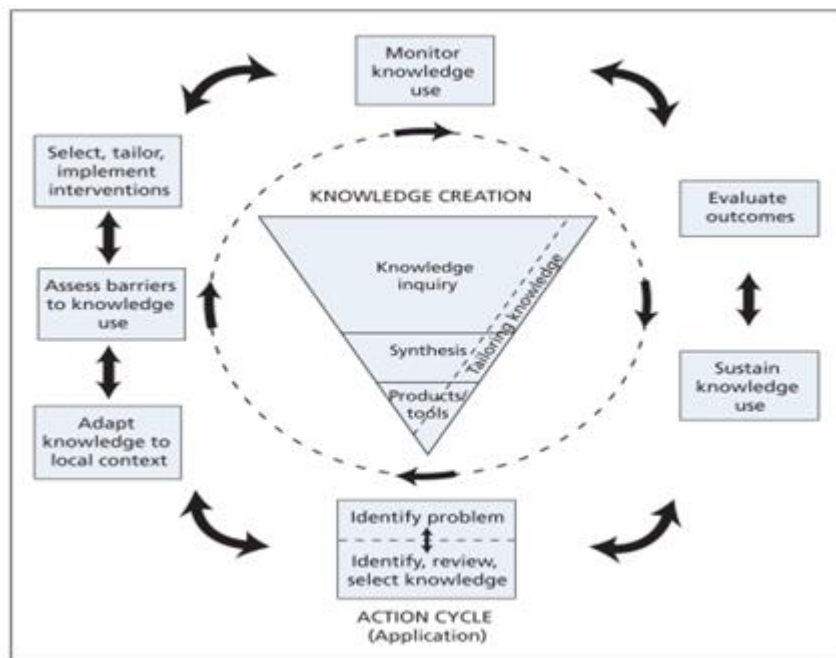 Monitor
knowledge
use
Select, tailor,
implement
interventions
KNOWLEDGE CREATION
Evaluate
outcomes
Knowledge
inquiry
Tailoring knowledge
Assess barriers
to knowledge
use
Synthesis
Products/
tools
Sustain
knowledge
use
Adapt
knowledge to
local context
Identify problem
Identify, review,
select knowledge
ACTION CYCLE
(Application)